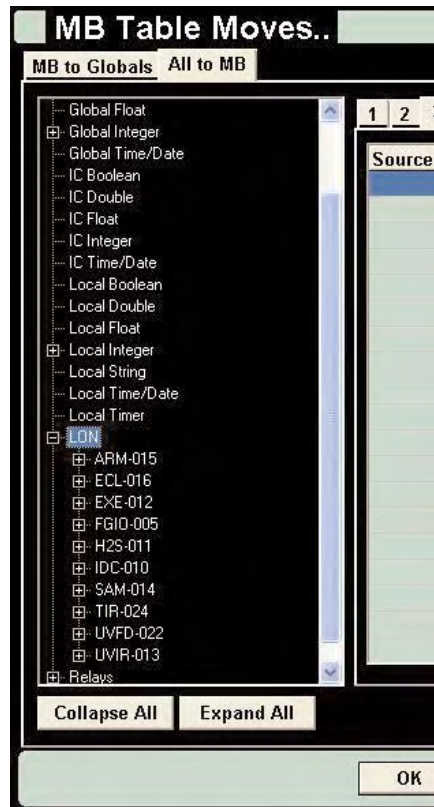 MB Table Moves..
MB to Globals All to MB
Global Float
Global Integer
Global Time/Date
IC Boolean
IC Double
IC Float
IC Integer
IC Time/Date
Local Boolean
Local Double
Local Float
Local Integer
Local String
Local Time/Date
Local Timer
LON
ARM-015
ECL-016
EXE-012
FGIO-005
H2S-011
IDC-010
SAM-014
TIR-024
UVFD-022
UVIR-013
Relays
Collapse All Expand All
1 2
Source
OK